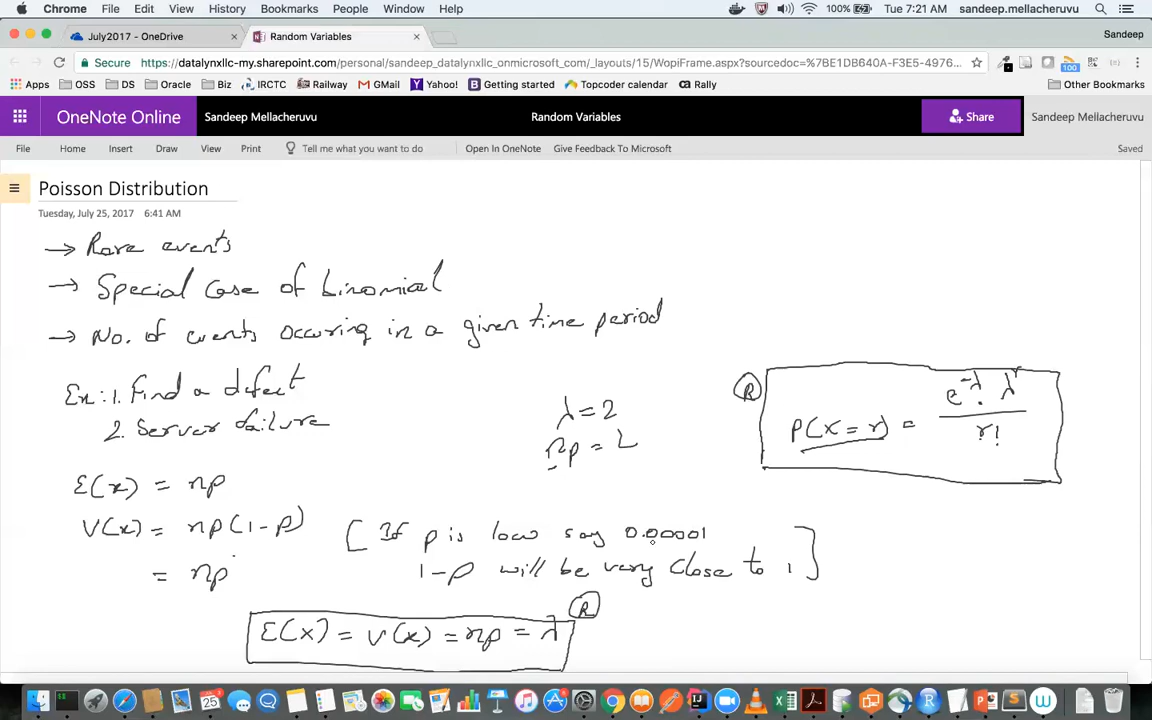 Chrome File Edit View History Bookmarks People Window Help 100% Tue 7:21 AM sandeep.mellacheruvu
July2017 - OneDrive × Random Variables × Sandeep
Secure https://datalynxllc-my.sharepoint.com/personal/sandeep_datalynxllc_onmicrosoft_com/_layouts/15/WopiFrame.aspx?sourcedoc=%7BE1DB640A-F3E5-4976... 100
Apps OSS DS Oracle Biz IRCTC Railway GMail Yahoo! Getting started Topcoder calendar Rally Other Bookmarks
OneNote Online Sandeep Mellacheruvu Random Variables Share Sandeep Mellacheruvu
File Home Insert Draw View Print Tell me what you want to do Open In OneNote Give Feedback To Microsoft Saved
Poisson Distribution
Tuesday, July 25, 2017 6:41 AM
→ Rare events
→ Special Case of binomial
→ No. of events occuring in a given time period
Ex: 1. Find a defect
2. Server failure
λ = 2
np = 2
R P(X = r) = e^-λ . λ^r / r!
E(x) = np
V(x) = np(1-p) [ If p is low say 0.00001
1-p will be very close to 1 ]
= np
E(x) = V(x) = np = λ R
25